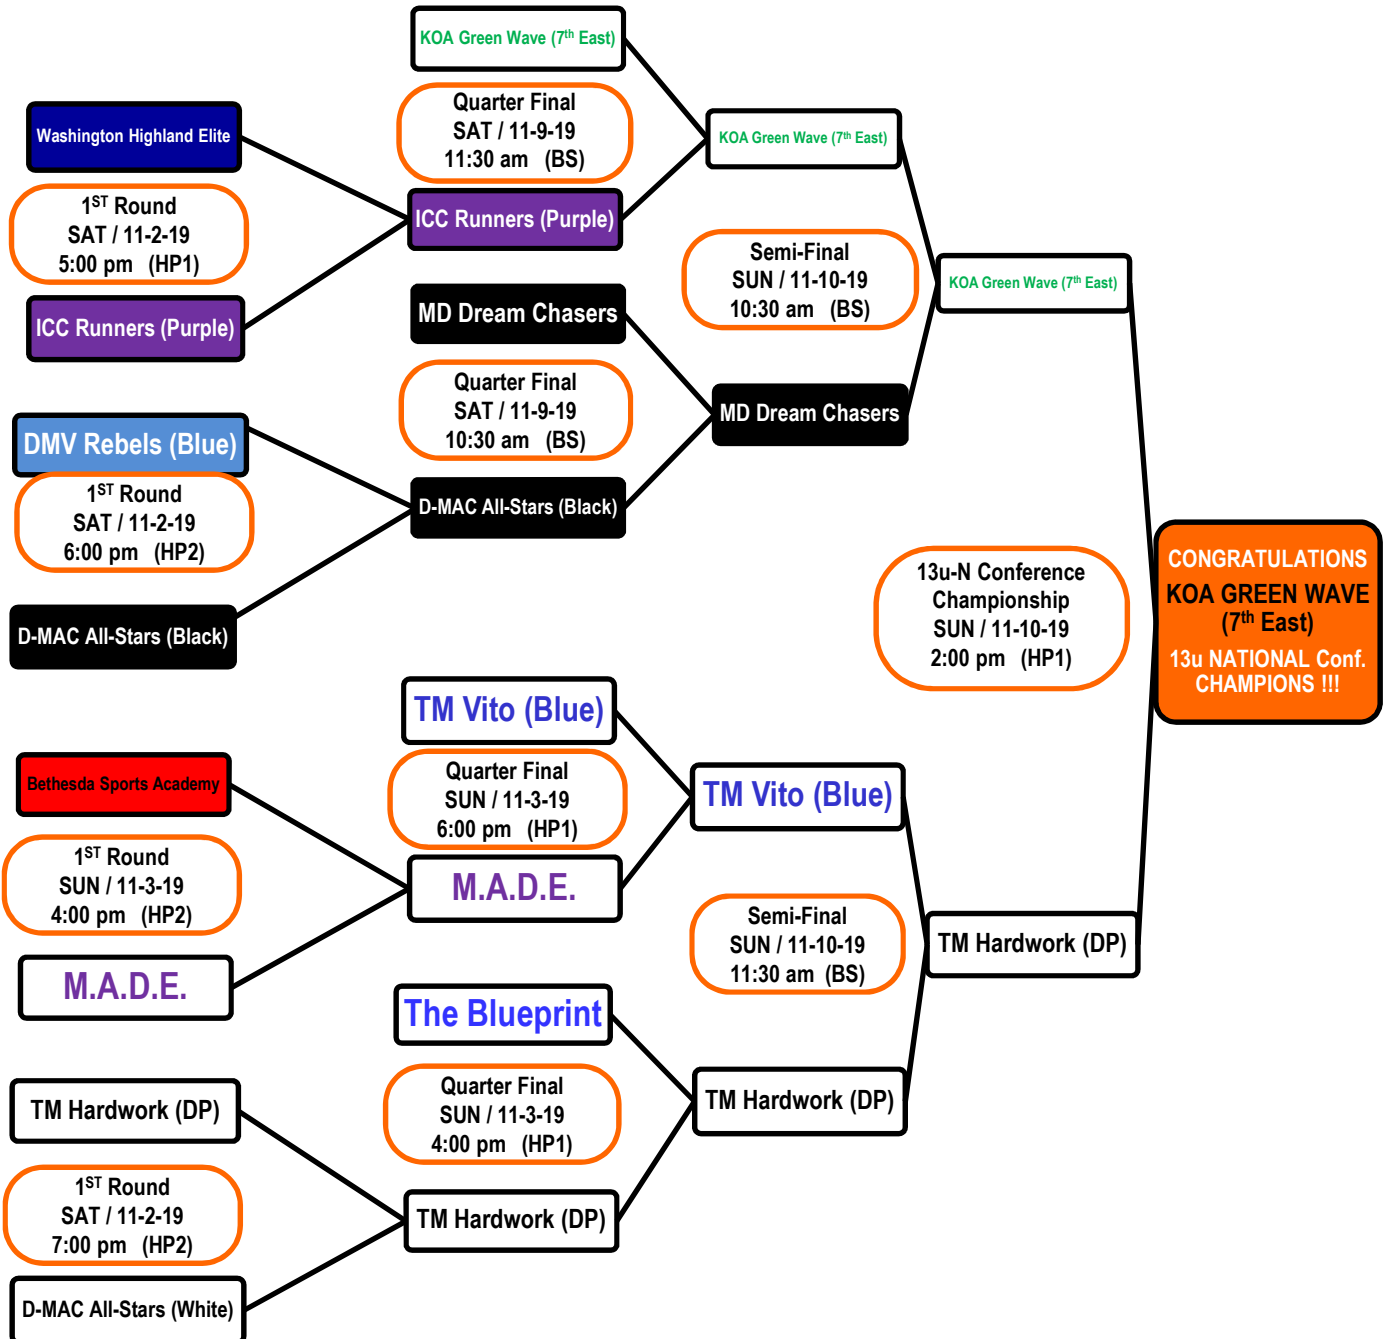 KOA Green Wave (7th East)
Quarter Final
SAT / 11-9-19
11:30 am (BS)
Washington Highland Elite
KOA Green Wave (7th East)
1ST Round
SAT / 11-2-19
5:00 pm (HP1)
ICC Runners (Purple)
ICC Runners (Purple)
Semi-Final
SUN / 11-10-19
10:30 am (BS)
KOA Green Wave (7th East)
MD Dream Chasers
Quarter Final
SAT / 11-9-19
10:30 am (BS)
MD Dream Chasers
DMV Rebels (Blue)
1ST Round
SAT / 11-2-19
6:00 pm (HP2)
D-MAC All-Stars (Black)
D-MAC All-Stars (Black)
13u-N Conference
Championship
SUN / 11-10-19
2:00 pm (HP1)
CONGRATULATIONS
KOA GREEN WAVE
(7th East)
13u NATIONAL Conf.
CHAMPIONS !!!
TM Vito (Blue)
Quarter Final
SUN / 11-3-19
6:00 pm (HP1)
Bethesda Sports Academy
TM Vito (Blue)
1ST Round
SUN / 11-3-19
4:00 pm (HP2)
M.A.D.E.
M.A.D.E.
Semi-Final
SUN / 11-10-19
11:30 am (BS)
TM Hardwork (DP)
The Blueprint
Quarter Final
SUN / 11-3-19
4:00 pm (HP1)
TM Hardwork (DP)
TM Hardwork (DP)
1ST Round
SAT / 11-2-19
7:00 pm (HP2)
TM Hardwork (DP)
D-MAC All-Stars (White)